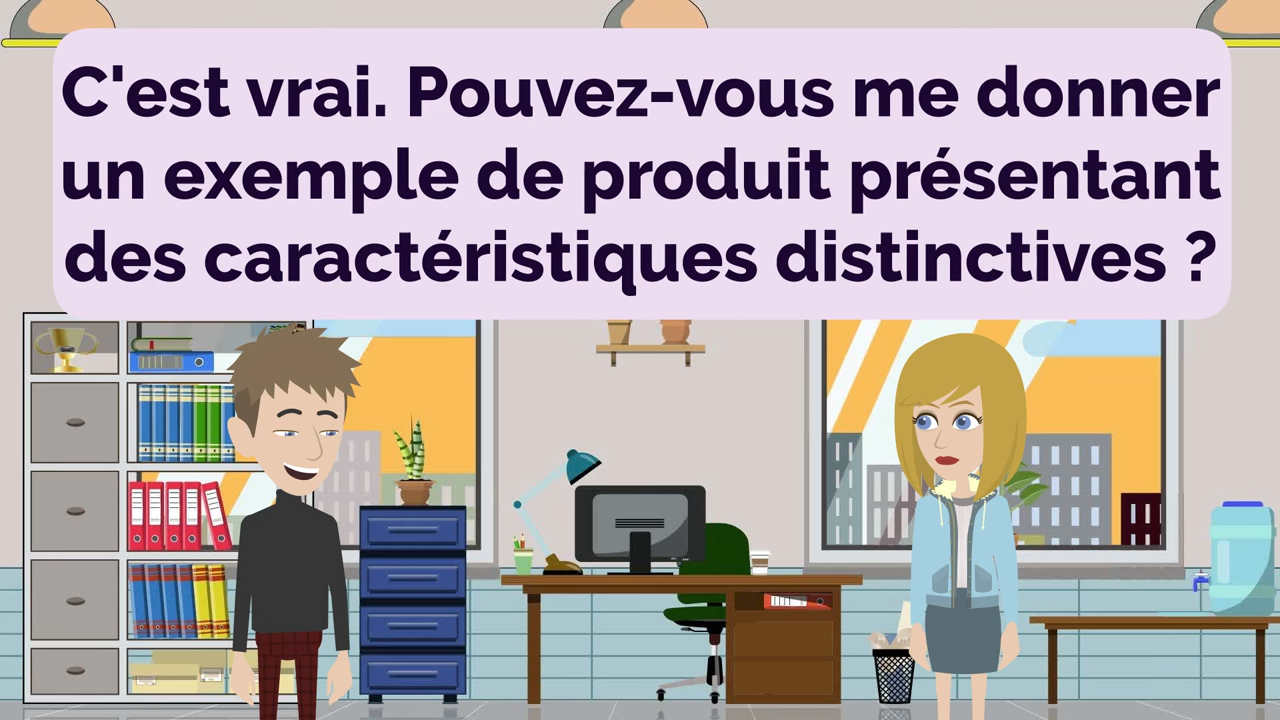 C'est vrai. Pouvez-vous me donner
un exemple de produit présentant
des caractéristiques distinctives ?